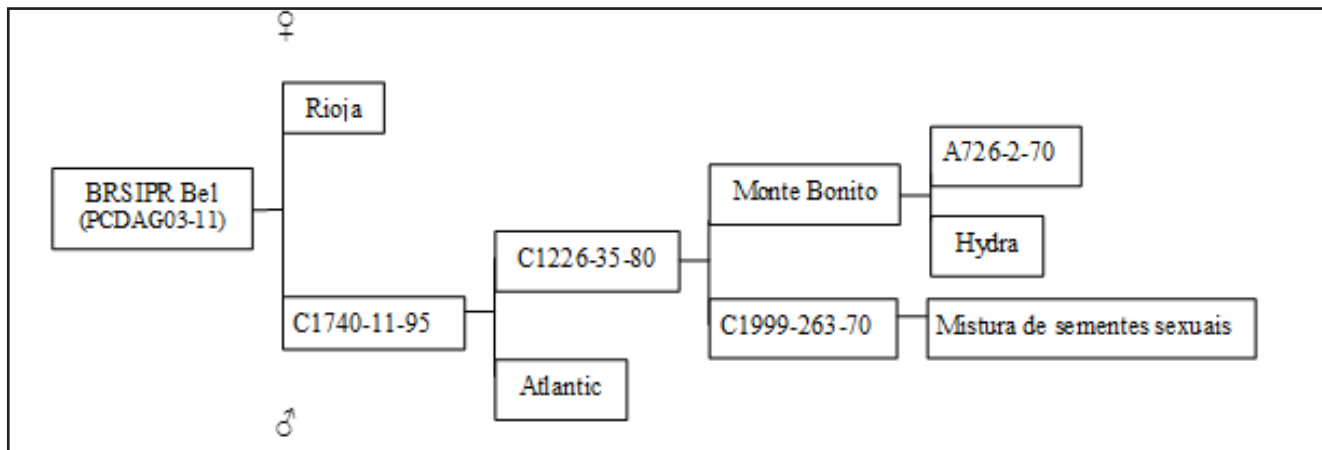 ♀
Rioja
BRSIPR Bel
(PCDAG03-11)
C1740-11-95
C1226-35-80
Atlantic
Monte Bonito
C1999-263-70
A726-2-70
Hydra
Mistura de sementes sexuais
♂